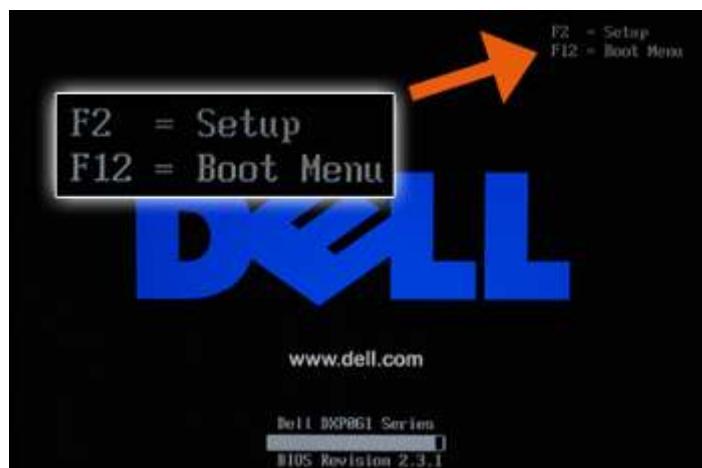 F2 = Setup
F12 = Boot Menu
F2 = Setup
F12 = Boot Menu
DELL
www.dell.com
Dell DXP061 Series
BIOS Revision 2.3.1